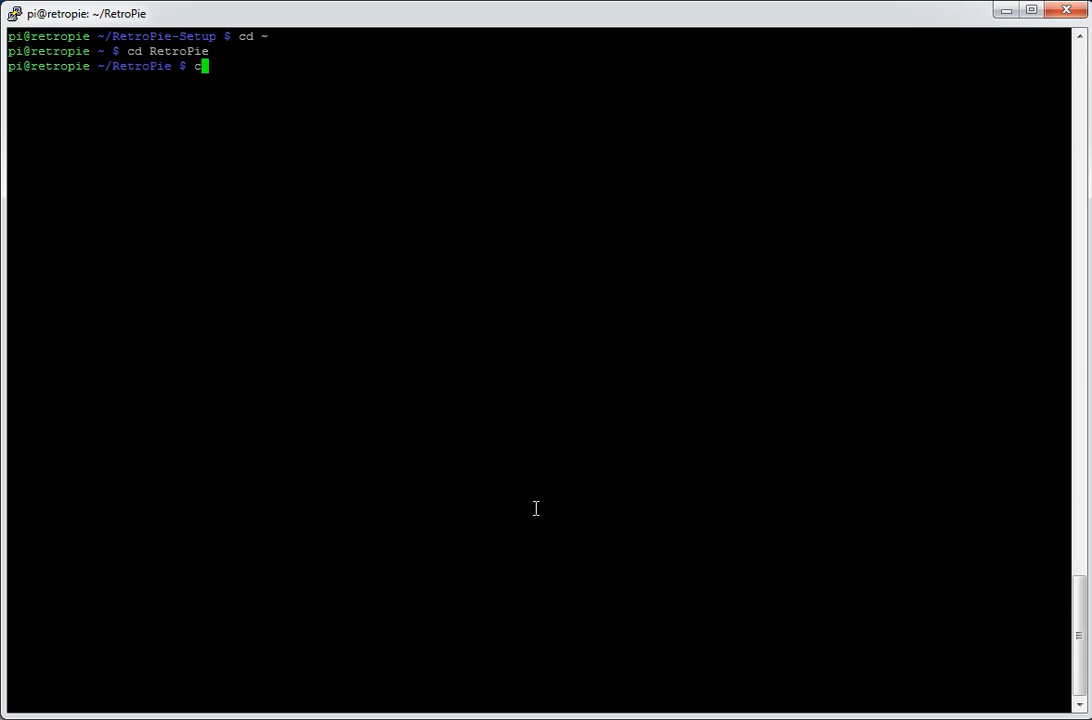 pi@retropie: ~/RetroPie
pi@retropie ~/RetroPie-Setup $ cd ~
pi@retropie ~ $ cd RetroPie
pi@retropie ~/RetroPie $ c